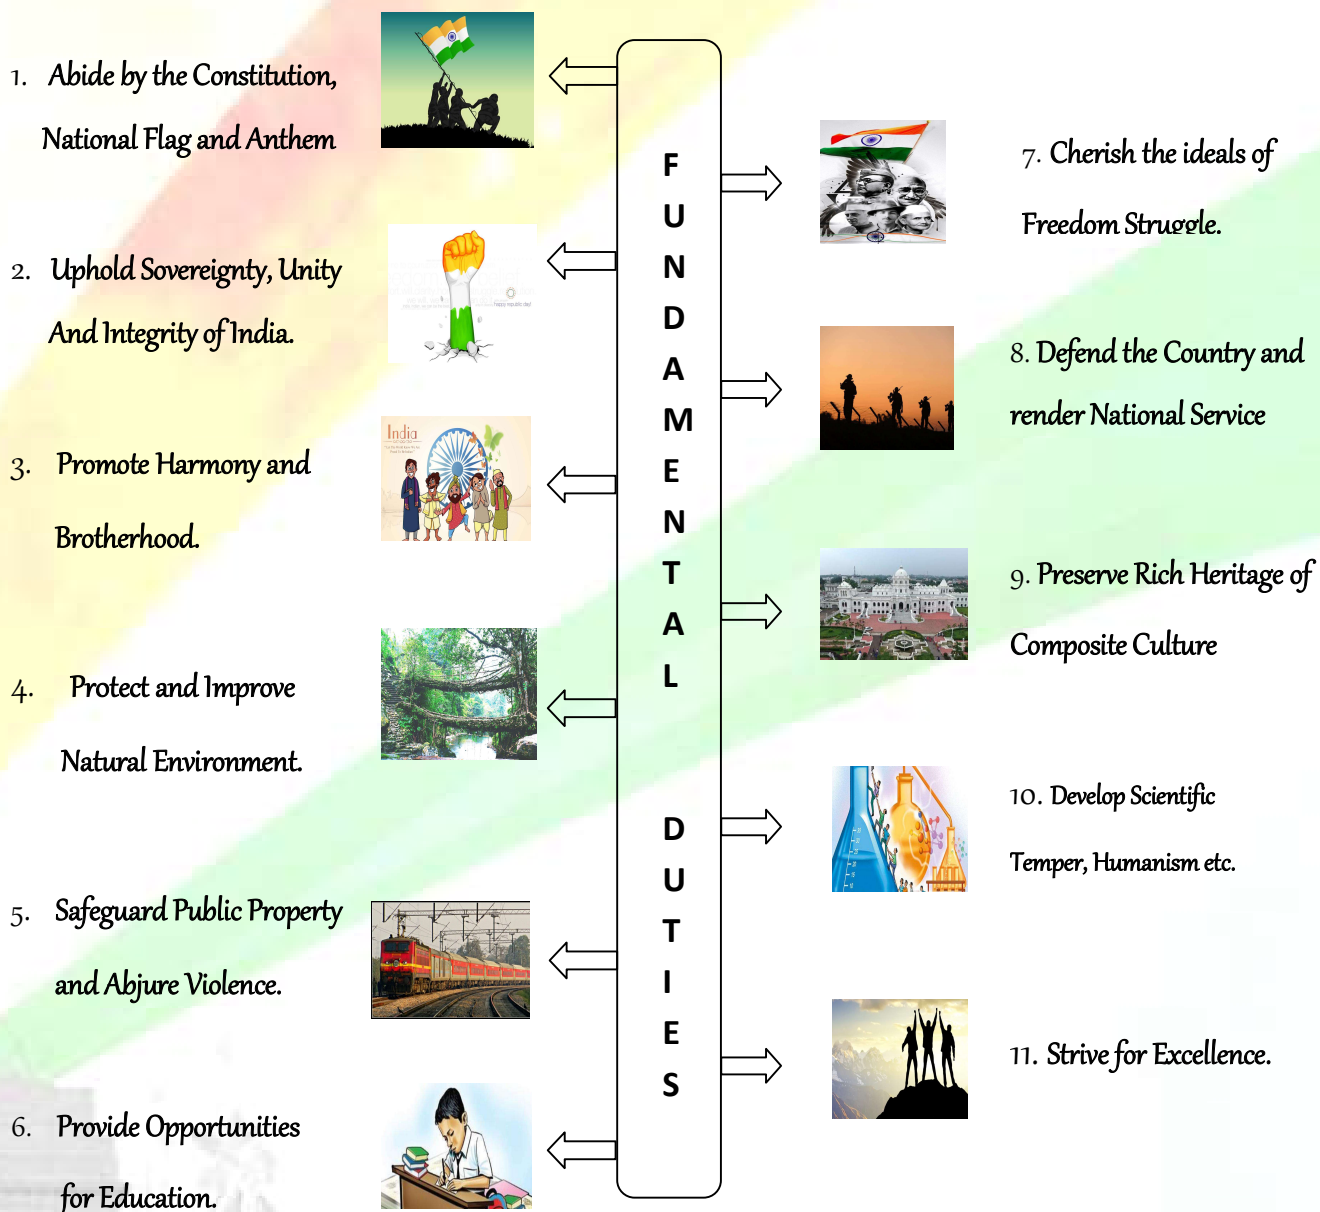 1. Abide by the Constitution,
National Flag and Anthem
2. Uphold Sovereignty, Unity
And Integrity of India.
happy republic day!
3. Promote Harmony and
Brotherhood.
India
4. Protect and Improve
Natural Environment.
5. Safeguard Public Property
and Abjure Violence.
6. Provide Opportunities
for Education.
F
U
N
D
A
M
E
N
T
A
L
D
U
T
I
E
S
7. Cherish the ideals of
Freedom Struggle.
8. Defend the Country and
render National Service
9. Preserve Rich Heritage of
Composite Culture
10. Develop Scientific
Temper, Humanism etc.
11. Strive for Excellence.